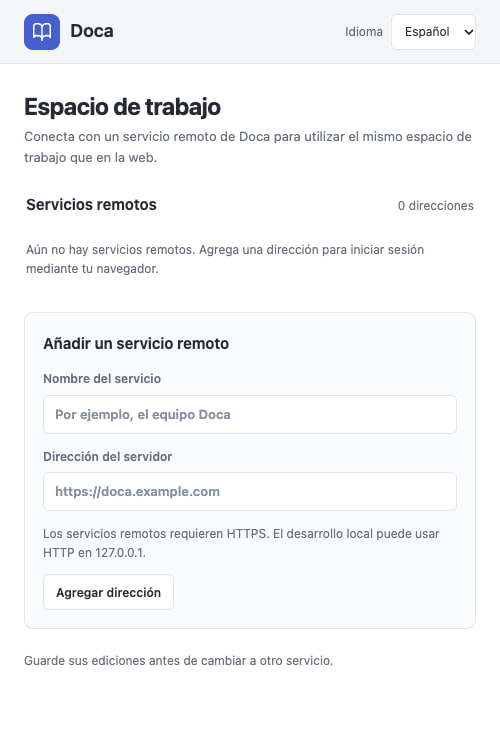 Doca
Idioma
Español
Espacio de trabajo
Conecta con un servicio remoto de Doca para utilizar el mismo espacio de
trabajo que en la web.
Servicios remotos
0 direcciones
Aún no hay servicios remotos. Agrega una dirección para iniciar sesión
mediante tu navegador.
Añadir un servicio remoto
Nombre del servicio
Por ejemplo, el equipo Doca
Dirección del servidor
https://doca.example.com
Los servicios remotos requieren HTTPS. El desarrollo local puede usar
HTTP en 127.0.0.1.
Agregar dirección
Guarde sus ediciones antes de cambiar a otro servicio.